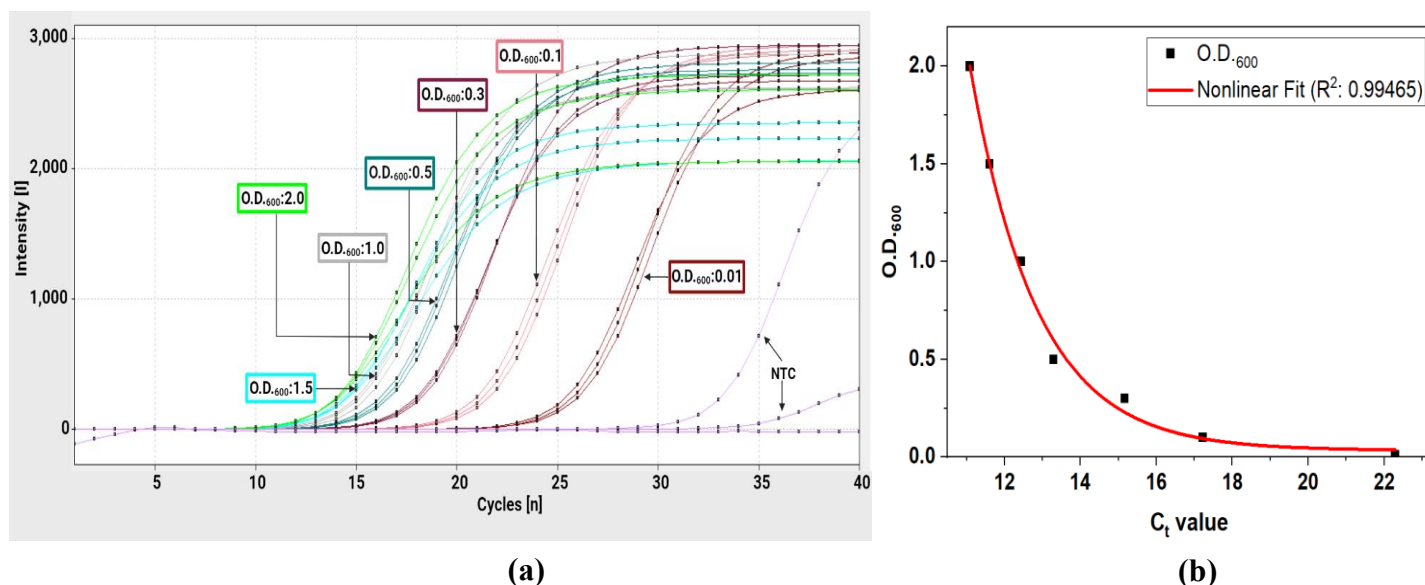 3,000
2,000
1,000
0
Intensity [I]
O.D.₆₀₀:0.1
O.D.₆₀₀:0.3
O.D.₆₀₀:0.5
O.D.₆₀₀:2.0
O.D.₆₀₀:1.0
O.D.₆₀₀:0.01
O.D.₆₀₀:1.5
NTC
5 10 15 20 25 30 35 40
Cycles [n]
(a)
O.D.₆₀₀
Nonlinear Fit (R²: 0.99465)
2.0
1.5
1.0
0.5
0.0
O.D.₆₀₀
12 14 16 18 20 22
Cₜ value
(b)